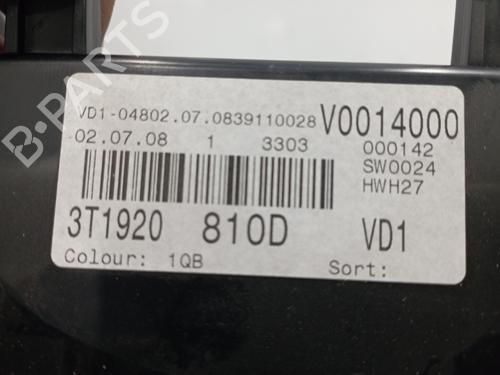 B-PARTS
VD1-04802.07.0839110028 V0014000
02.07.08 1 3303 000142
SW0024
HWH27
3T1920 810D VD1
Colour: 1QB Sort: